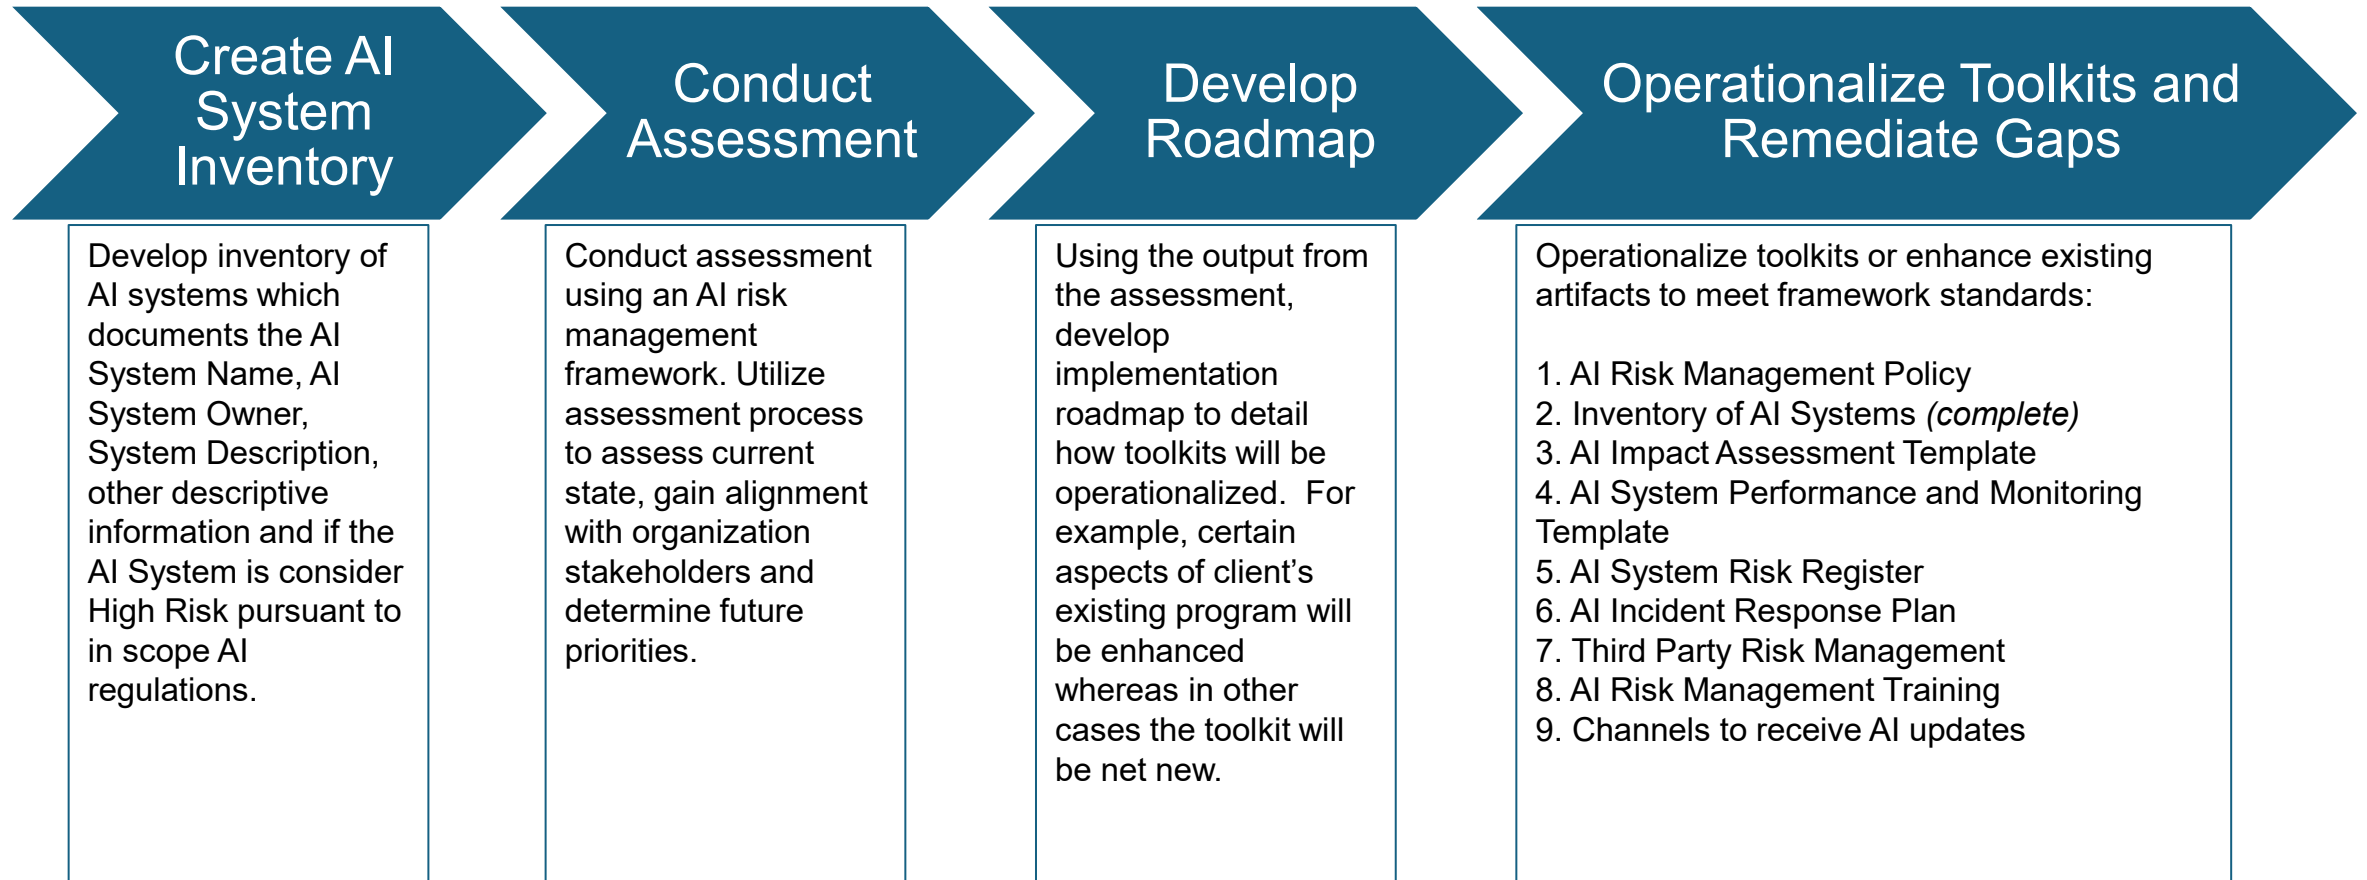 Create AI
System
Inventory
Conduct
Assessment
Develop
Roadmap
Operationalize Toolkits and
Remediate Gaps
Develop inventory of
AI systems which
documents the AI
System Name, AI
System Owner,
System Description,
other descriptive
information and if the
AI System is consider
High Risk pursuant to
in scope AI
regulations.
Conduct assessment
using an AI risk
management
framework. Utilize
assessment process
to assess current
state, gain alignment
with organization
stakeholders and
determine future
priorities.
Using the output from
the assessment,
develop
implementation
roadmap to detail
how toolkits will be
operationalized.  For
example, certain
aspects of client’s
existing program will
be enhanced
whereas in other
cases the toolkit will
be net new.
Operationalize toolkits or enhance existing
artifacts to meet framework standards:
1. AI Risk Management Policy
2. Inventory of AI Systems (complete)
3. AI Impact Assessment Template
4. AI System Performance and Monitoring
Template
5. AI System Risk Register
6. AI Incident Response Plan
7. Third Party Risk Management
8. AI Risk Management Training
9. Channels to receive AI updates